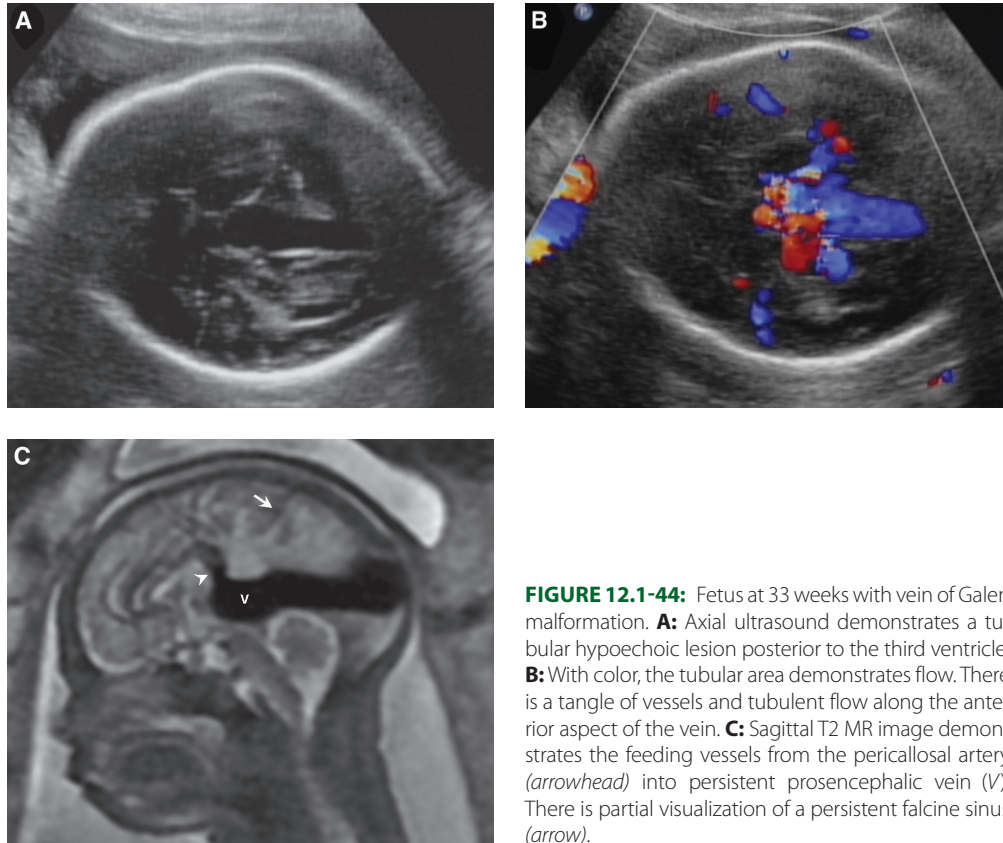 A
B
C
v
FIGURE 12.1-44: Fetus at 33 weeks with vein of Galen
malformation. A: Axial ultrasound demonstrates a tu-
bular hypoechoic lesion posterior to the third ventricle.
B: With color, the tubular area demonstrates flow. There
is a tangle of vessels and tubulent flow along the ante-
rior aspect of the vein. C: Sagittal T2 MR image demon-
strates the feeding vessels from the pericallosal artery
(arrowhead) into persistent prosencephalic vein (V).
There is partial visualization of a persistent falcine sinus
(arrow).